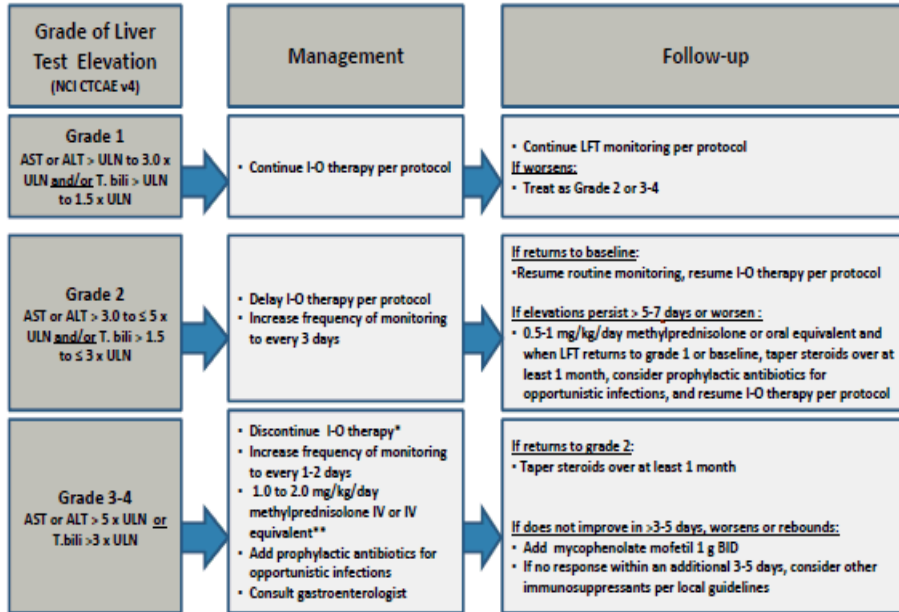 Grade of Liver
Test Elevation
(NCI CTCAE v4)
Management
Follow-up
Grade 1
AST or ALT > ULN to 3.0 x
ULN and/or T. bili > ULN
to 1.5 x ULN
• Continue I-O therapy per protocol
• Continue LFT monitoring per protocol
If worsens:
• Treat as Grade 2 or 3-4
Grade 2
AST or ALT > 3.0 to ≤ 5 x
ULN and/or T. bili > 1.5
to ≤ 3 x ULN
• Delay I-O therapy per protocol
• Increase frequency of monitoring
to every 3 days
If returns to baseline:
•Resume routine monitoring, resume I-O therapy per protocol
If elevations persist > 5-7 days or worsen :
• 0.5-1 mg/kg/day methylprednisolone or oral equivalent and
when LFT returns to grade 1 or baseline, taper steroids over at
least 1 month, consider prophylactic antibiotics for
opportunistic infections, and resume I-O therapy per protocol
Grade 3-4
AST or ALT > 5 x ULN or
T.bili >3 x ULN
• Discontinue I-O therapy*
• Increase frequency of monitoring
to every 1-2 days
• 1.0 to 2.0 mg/kg/day
methylprednisolone IV or IV
equivalent**
• Add prophylactic antibiotics for
opportunistic infections
• Consult gastroenterologist
If returns to grade 2:
• Taper steroids over at least 1 month
If does not improve in >3-5 days, worsens or rebounds:
• Add mycophenolate mofetil 1 g BID
• If no response within an additional 3-5 days, consider other
immunosuppressants per local guidelines